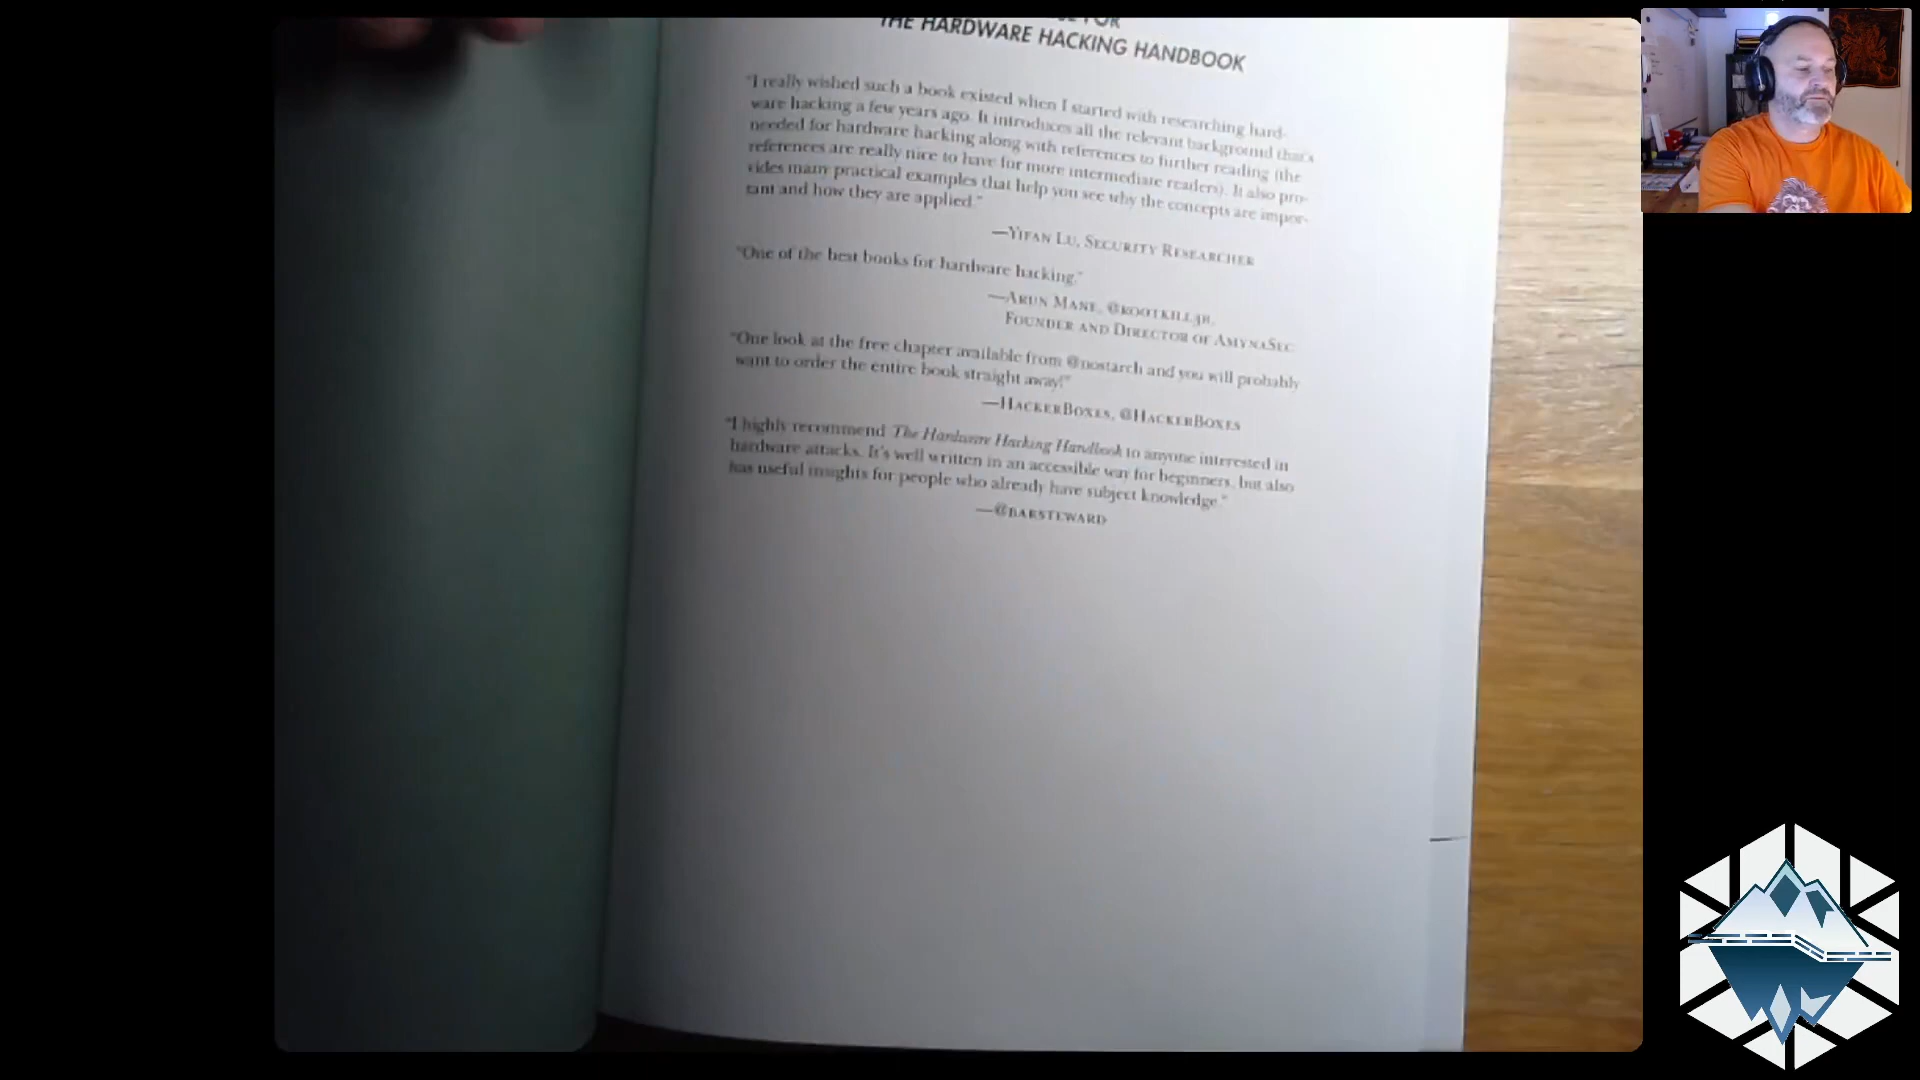 FOR
THE HARDWARE HACKING HANDBOOK
"I really wished such a book existed when I started with researching hard-
ware hacking a few years ago. It introduces all the relevant background that's
needed for hardware hacking along with references to further reading (the
references are really nice to have for more intermediate readers). It also pro-
vides many practical examples that help you see why the concepts are impor-
tant and how they are applied."
—Yifan Lu, Security Researcher
"One of the best books for hardware hacking."
—Arun Mane, @rootkill3r,
Founder and Director of AmynaSec
"One look at the free chapter available from @nostarch and you will probably
want to order the entire book straight away!"
—HackerBoxes, @HackerBoxes
"I highly recommend The Hardware Hacking Handbook to anyone interested in
hardware attacks. It's well written in an accessible way for beginners, but also
has useful insights for people who already have subject knowledge."
—@barsteward